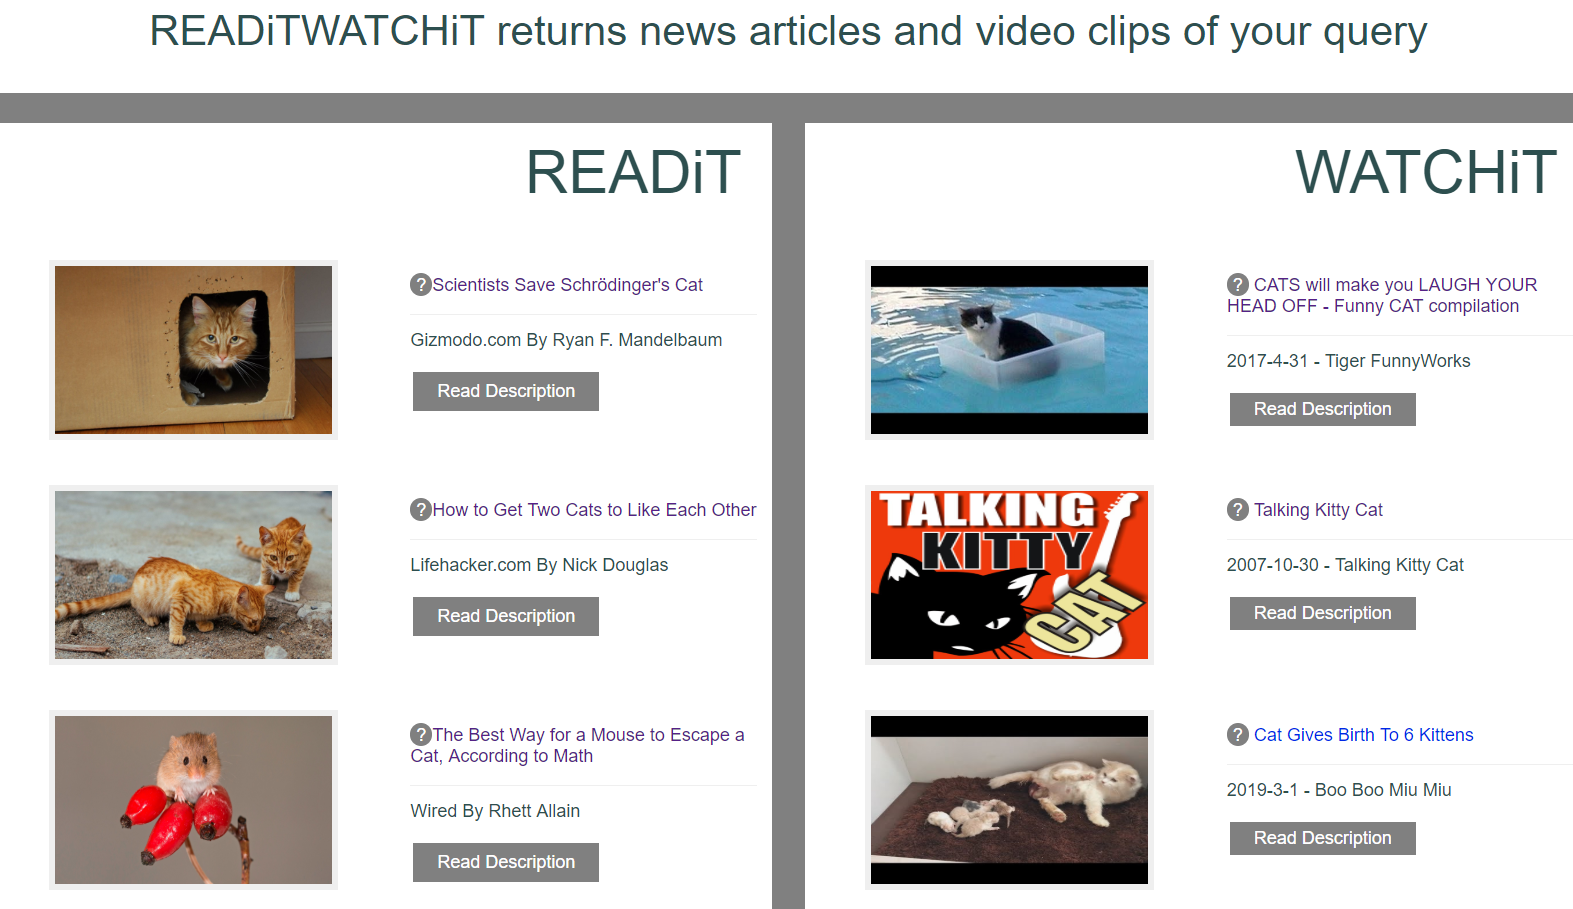 READiTWATCHiT returns news articles and video clips of your query
READiT
?Scientists Save Schrödinger's Cat
Gizmodo.com By Ryan F. Mandelbaum
Read Description
?How to Get Two Cats to Like Each Other
Lifehacker.com By Nick Douglas
Read Description
?The Best Way for a Mouse to Escape a
Cat, According to Math
Wired By Rhett Allain
Read Description
WATCHiT
? CATS will make you LAUGH YOUR
HEAD OFF - Funny CAT compilation
2017-4-31 - Tiger FunnyWorks
Read Description
TALKING
KITTY
CAT
? Talking Kitty Cat
2007-10-30 - Talking Kitty Cat
Read Description
? Cat Gives Birth To 6 Kittens
2019-3-1 - Boo Boo Miu Miu
Read Description